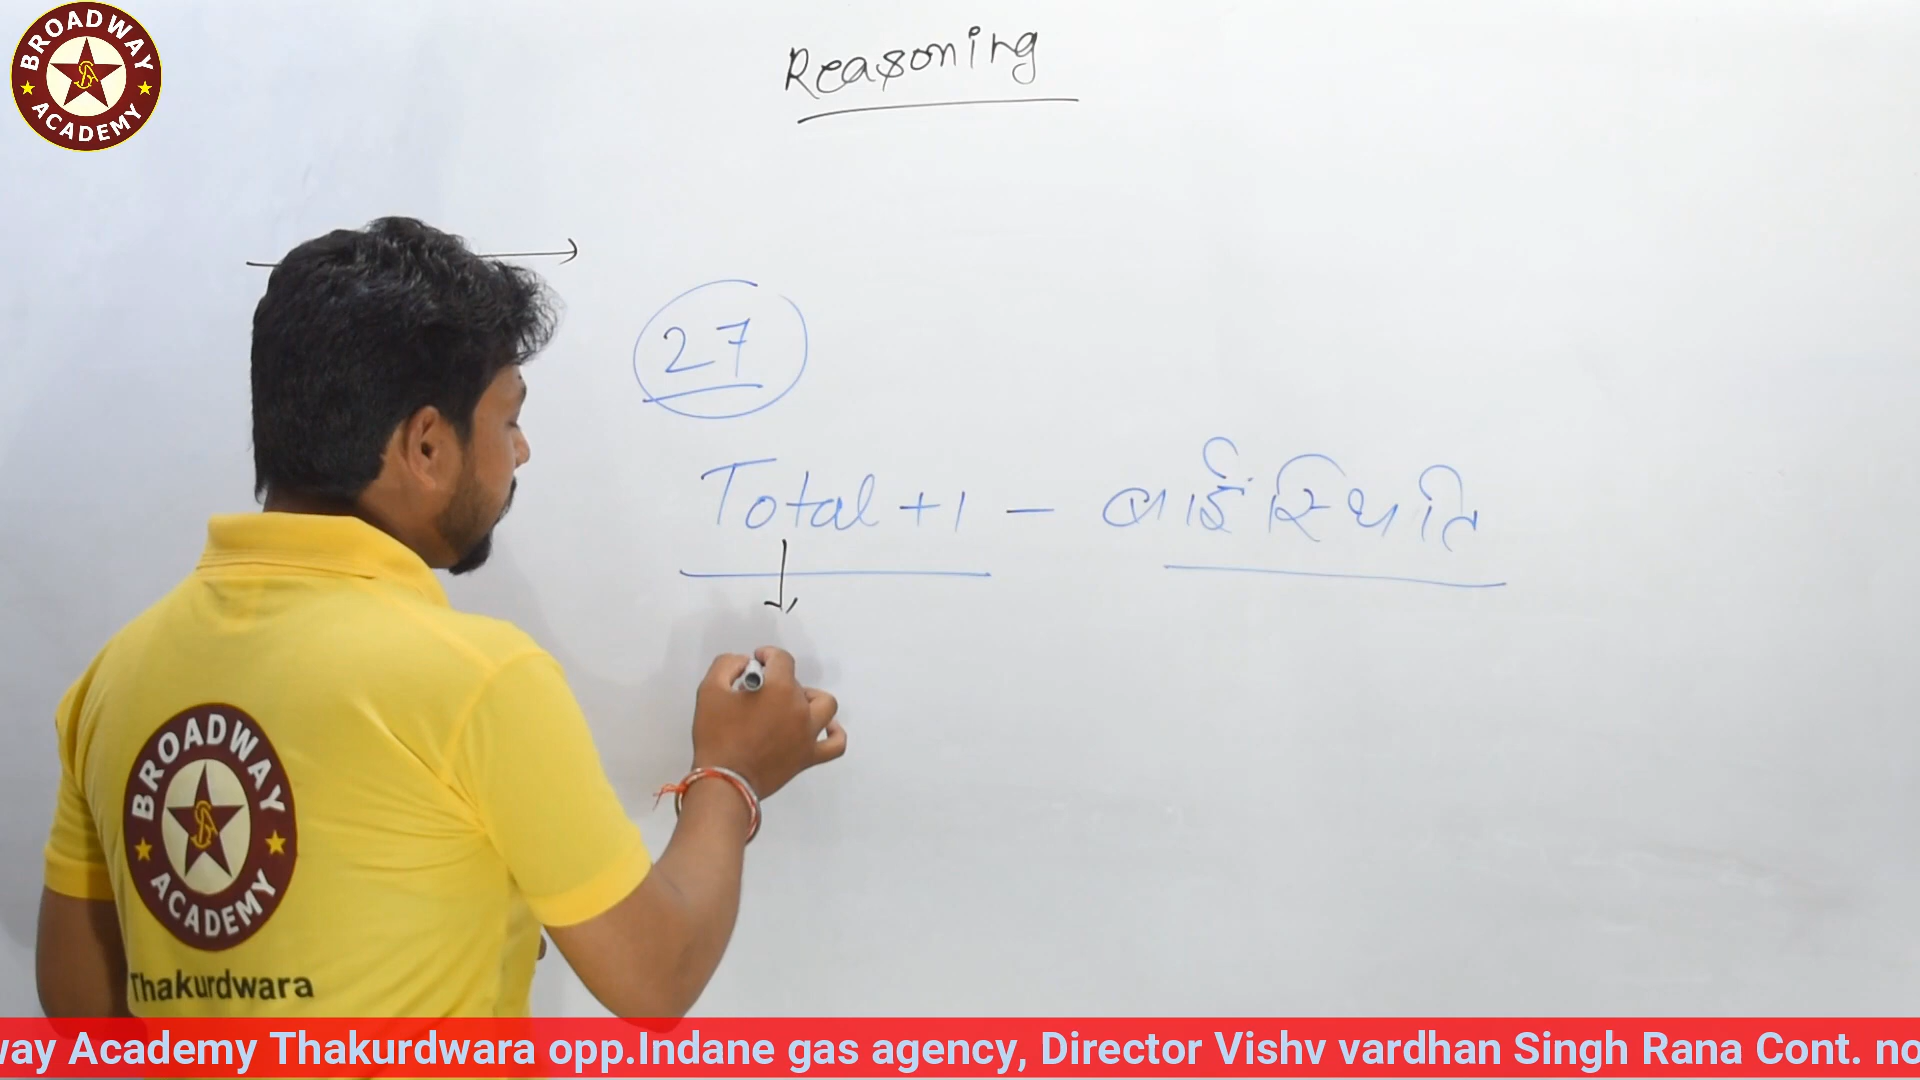 BROADWAY ACADEMY
Reasoning
27
Total + 1 - बाईं स्थिति
BROADWAY ACADEMY
Thakurdwara
way Academy Thakurdwara opp.Indane gas agency, Director Vishv vardhan Singh Rana Cont. no